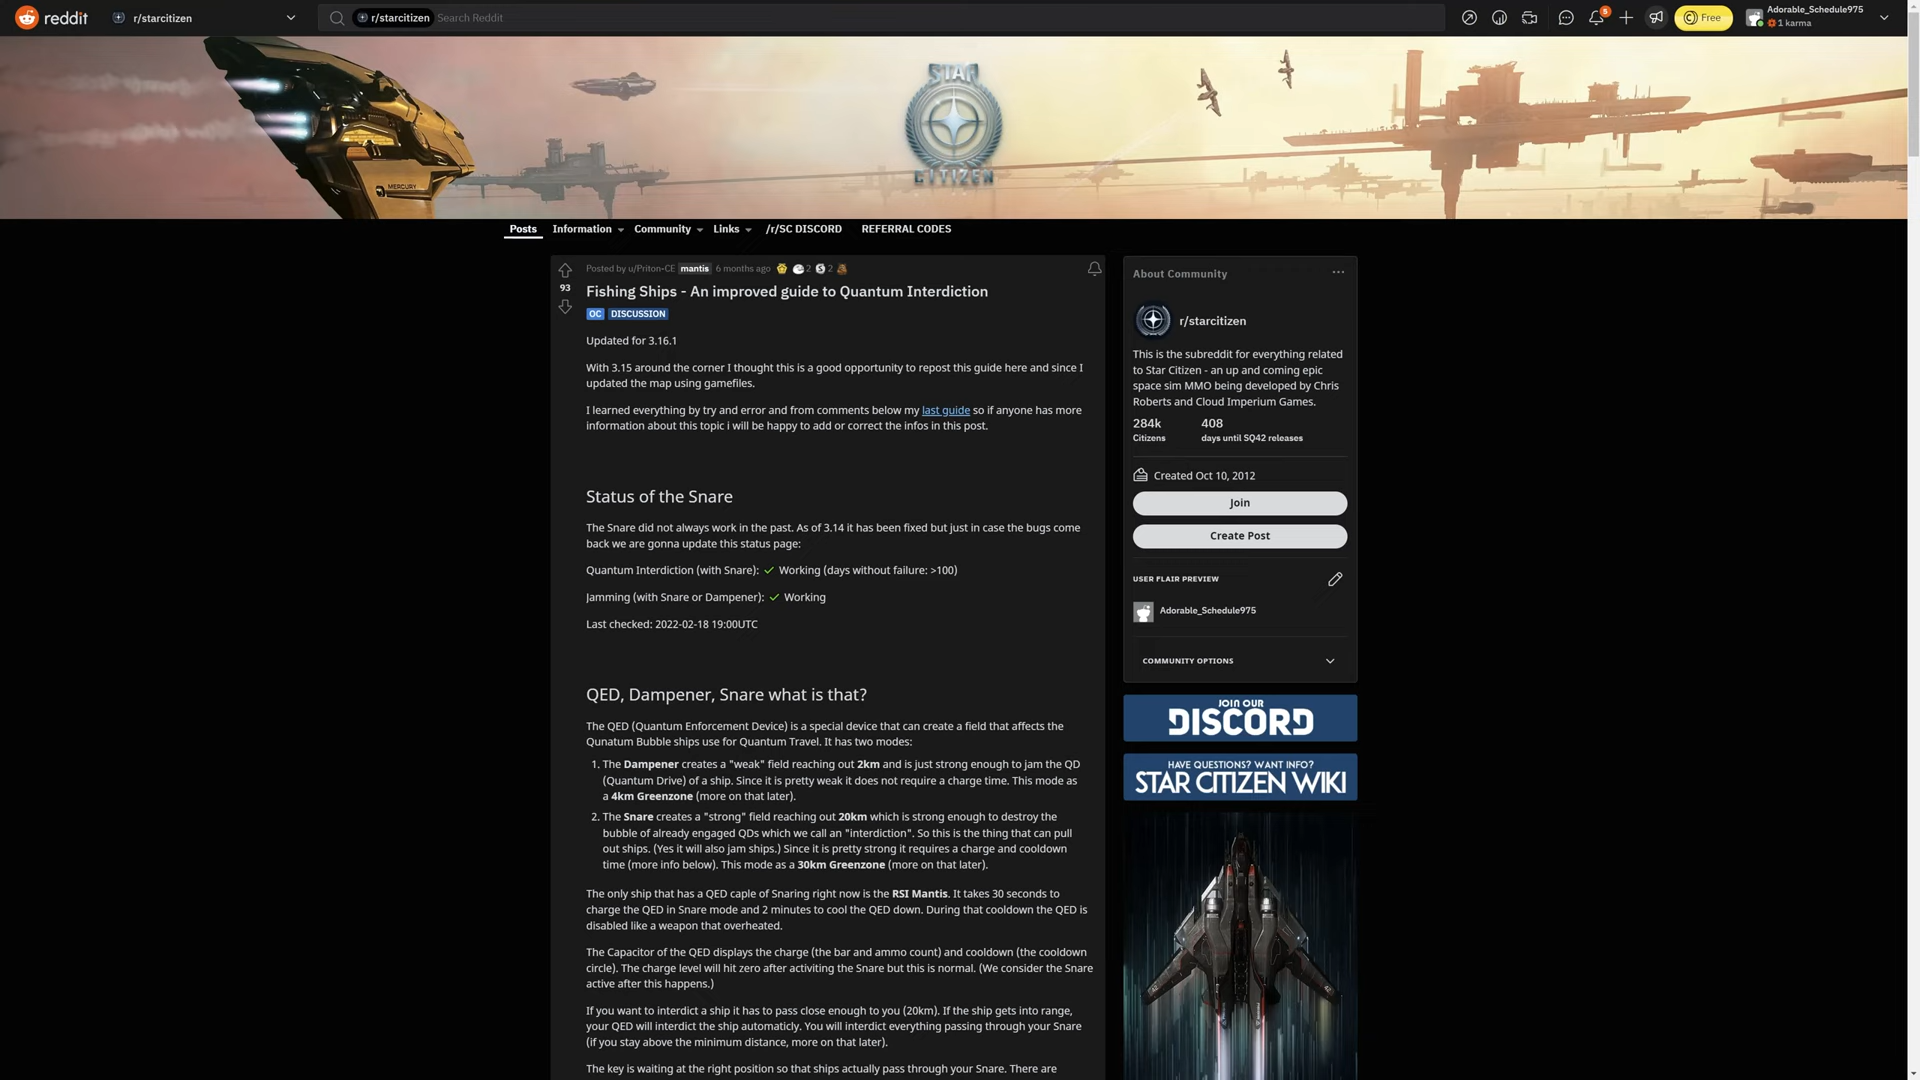 reddit
r/starcitizen
r/starcitizen Search Reddit
5
Free
Adorable_Schedule975
1 karma
STAR
CITIZEN
MERCURY
Posts Information Community Links /r/SC DISCORD REFERRAL CODES
Posted by u/Priton-CE mantis 6 months ago 2 2
93
Fishing Ships - An improved guide to Quantum Interdiction
OC DISCUSSION
Updated for 3.16.1
With 3.15 around the corner I thought this is a good opportunity to repost this guide here and since I
updated the map using gamefiles.
I learned everything by try and error and from comments below my last guide so if anyone has more
information about this topic i will be happy to add or correct the infos in this post.
Status of the Snare
The Snare did not always work in the past. As of 3.14 it has been fixed but just in case the bugs come
back we are gonna update this status page:
Quantum Interdiction (with Snare): ✓ Working (days without failure: >100)
Jamming (with Snare or Dampener): ✓ Working
Last checked: 2022-02-18 19:00UTC
QED, Dampener, Snare what is that?
The QED (Quantum Enforcement Device) is a special device that can create a field that affects the
Qunatum Bubble ships use for Quantum Travel. It has two modes:
1. The Dampener creates a "weak" field reaching out 2km and is just strong enough to jam the QD
(Quantum Drive) of a ship. Since it is pretty weak it does not require a charge time. This mode as
a 4km Greenzone (more on that later).
2. The Snare creates a "strong" field reaching out 20km which is strong enough to destroy the
bubble of already engaged QDs which we call an "interdiction". So this is the thing that can pull
out ships. (Yes it will also jam ships.) Since it is pretty strong it requires a charge and cooldown
time (more info below). This mode as a 30km Greenzone (more on that later).
The only ship that has a QED caple of Snaring right now is the RSI Mantis. It takes 30 seconds to
charge the QED in Snare mode and 2 minutes to cool the QED down. During that cooldown the QED is
disabled like a weapon that overheated.
The Capacitor of the QED displays the charge (the bar and ammo count) and cooldown (the cooldown
circle). The charge level will hit zero after activiting the Snare but this is normal. (We consider the Snare
active after this happens.)
If you want to interdict a ship it has to pass close enough to you (20km). If the ship gets into range,
your QED will interdict the ship automaticly. You will interdict everything passing through your Snare
(if you stay above the minimum distance, more on that later).
The key is waiting at the right position so that ships actually pass through your Snare. There are
About Community
r/starcitizen
This is the subreddit for everything related
to Star Citizen - an up and coming epic
space sim MMO being developed by Chris
Roberts and Cloud Imperium Games.
284k 408
Citizens days until SQ42 releases
Created Oct 10, 2012
Join
Create Post
USER FLAIR PREVIEW
Adorable_Schedule975
COMMUNITY OPTIONS
JOIN OUR
DISCORD
HAVE QUESTIONS? WANT INFO?
STAR CITIZEN WIKI